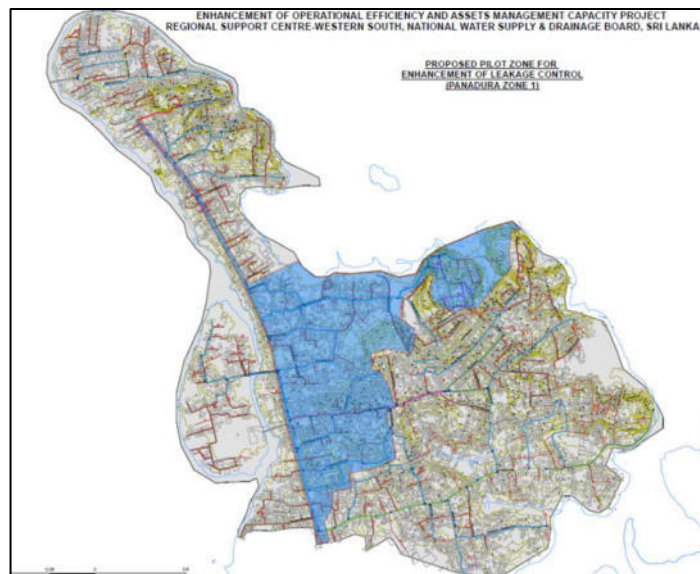 ENHANCEMENT OF OPERATIONAL EFFICIENCY AND ASSETS MANAGEMENT CAPACITY PROJECT
REGIONAL SUPPORT CENTRE-WESTERN SOUTH, NATIONAL WATER SUPPLY & DRAINAGE BOARD, SRI LANKA
PROPOSED PILOT ZONE FOR
ENHANCEMENT OF LEAKAGE CONTROL
(PANADURA ZONE 1)